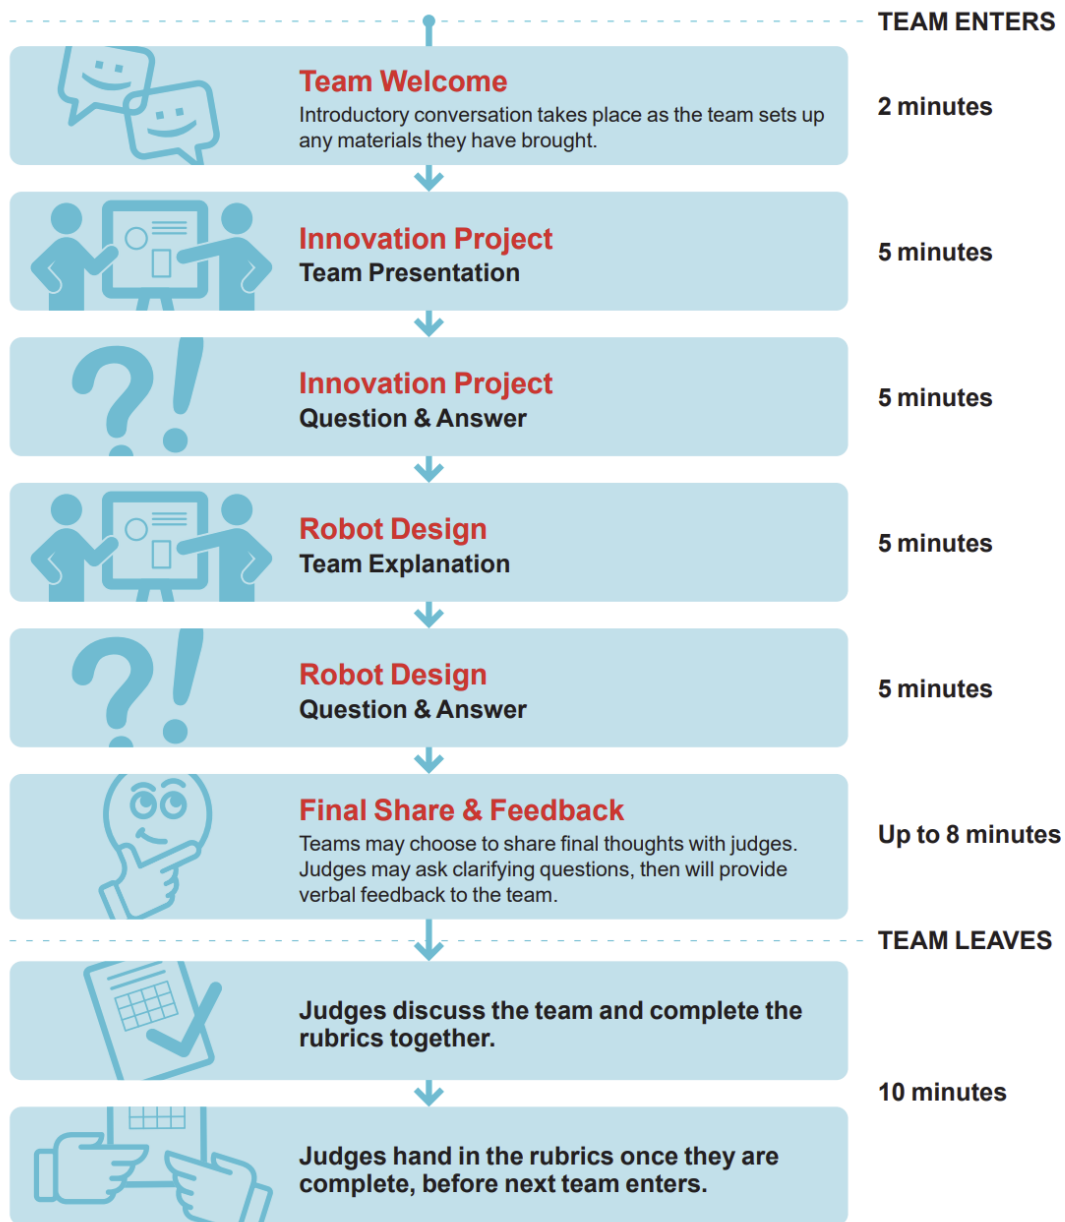 TEAM ENTERS
Team Welcome
Introductory conversation takes place as the team sets up
any materials they have brought.
2 minutes
Innovation Project
Team Presentation
5 minutes
Innovation Project
Question & Answer
5 minutes
Robot Design
Team Explanation
5 minutes
Robot Design
Question & Answer
5 minutes
Final Share & Feedback
Teams may choose to share final thoughts with judges.
Judges may ask clarifying questions, then will provide
verbal feedback to the team.
Up to 8 minutes
TEAM LEAVES
Judges discuss the team and complete the
rubrics together.
10 minutes
Judges hand in the rubrics once they are
complete, before next team enters.